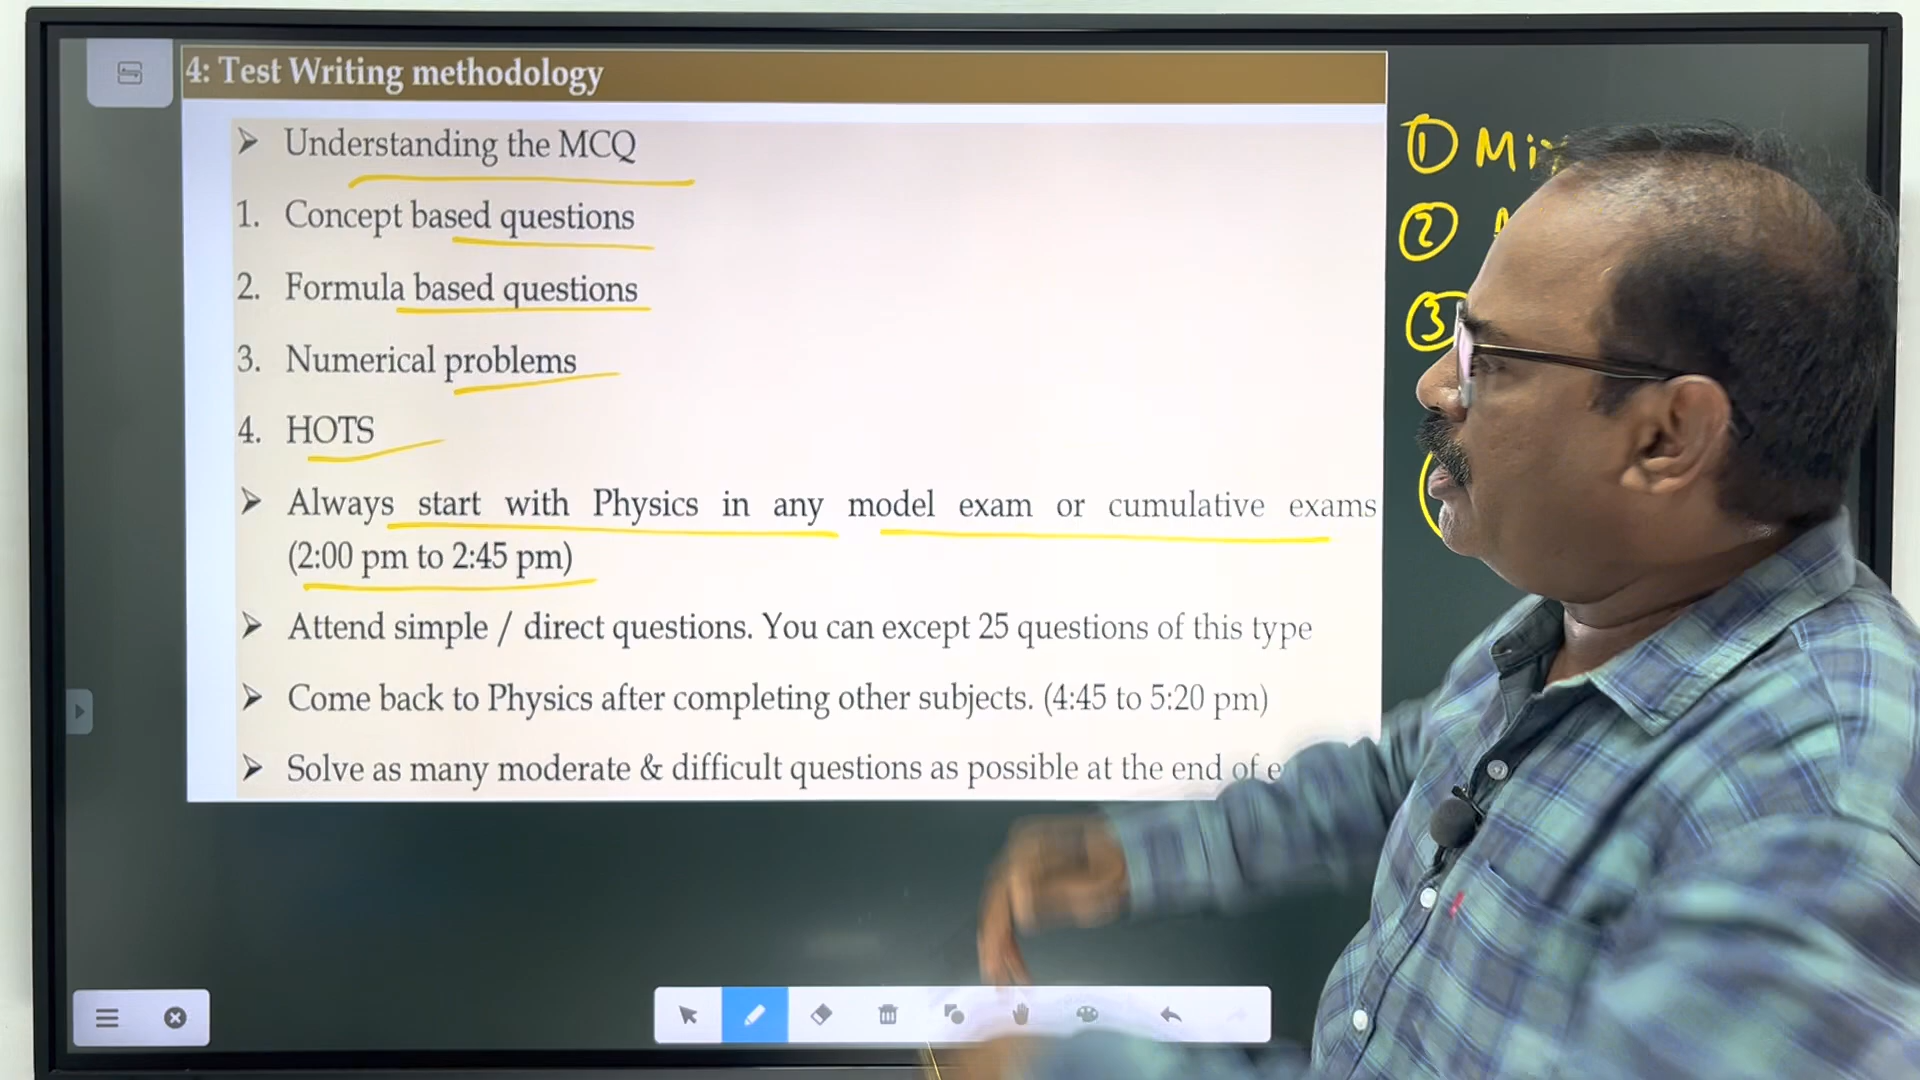 4: Test Writing methodology
➤ Understanding the MCQ
1. Concept based questions
2. Formula based questions
3. Numerical problems
4. HOTS
➤ Always start with Physics in any model exam or cumulative exams
(2:00 pm to 2:45 pm)
➤ Attend simple / direct questions. You can except 25 questions of this type
➤ Come back to Physics after completing other subjects. (4:45 to 5:20 pm)
➤ Solve as many moderate & difficult questions as possible at the end of
①
②
③